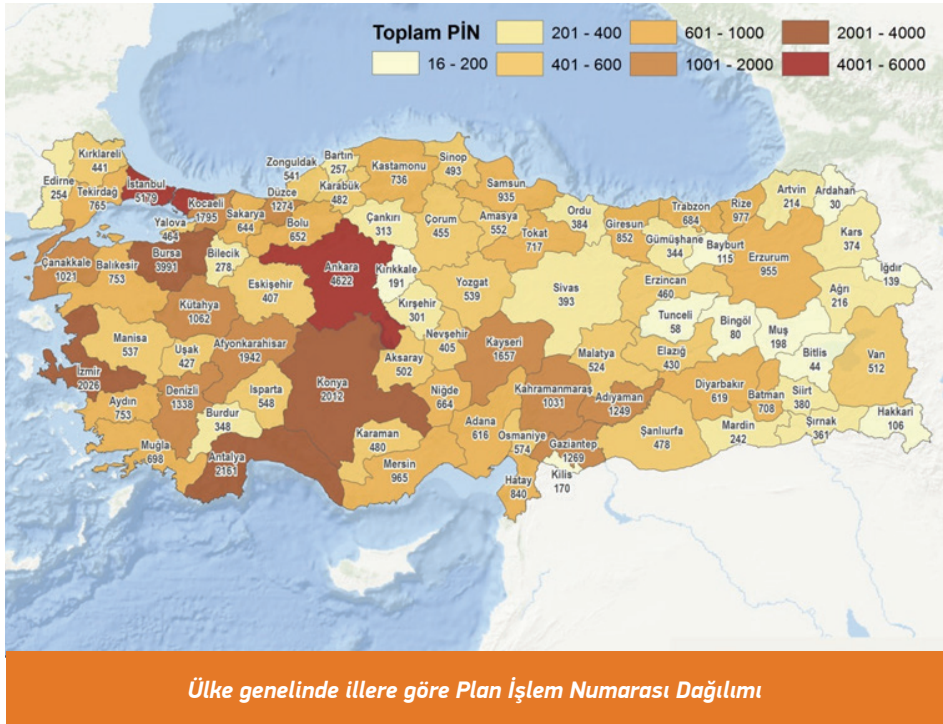 Toplam PİN
16 - 200
201 - 400
401 - 600
601 - 1000
1001 - 2000
2001 - 4000
4001 - 6000
Kırklareli
441
Edirne
254
Tekirdağ
765
İstanbul
5179
Kocaeli
1795
Yalova
464
Sakarya
644
Düzce
1274
Zonguldak
541
Bartın
257
Karabük
482
Kastamonu
736
Sinop
493
Samsun
935
Bolu
652
Çankırı
313
Çorum
455
Amasya
552
Tokat
717
Ordu
384
Giresun
852
Trabzon
684
Rize
977
Artvin
214
Ardahan
30
Kars
374
Gümüşhane
344
Bayburt
115
Erzurum
955
Iğdır
139
Ağrı
216
Çanakkale
1021
Balıkesir
753
Bursa
3991
Bilecik
278
Eskişehir
407
Ankara
4622
Kırıkkale
191
Kırşehir
301
Yozgat
539
Sivas
393
Erzincan
460
Tunceli
58
Bingöl
80
Muş
198
Bitlis
44
Van
512
Kütahya
1062
Manisa
537
Uşak
427
Afyonkarahisar
1942
İzmir
2026
Aydın
753
Denizli
1338
Burdur
348
Isparta
548
Konya
2012
Aksaray
502
Nevşehir
405
Kayseri
1657
Malatya
524
Elazığ
430
Diyarbakır
619
Batman
708
Siirt
380
Şırnak
361
Hakkari
106
Niğde
664
Kahramanmaraş
1031
Adıyaman
1249
Mardin
242
Şanlıurfa
478
Gaziantep
1269
Kilis
170
Osmaniye
574
Adana
616
Hatay
840
Karaman
480
Mersin
965
Antalya
2161
Muğla
698
Ülke genelinde illere göre Plan İşlem Numarası Dağılımı